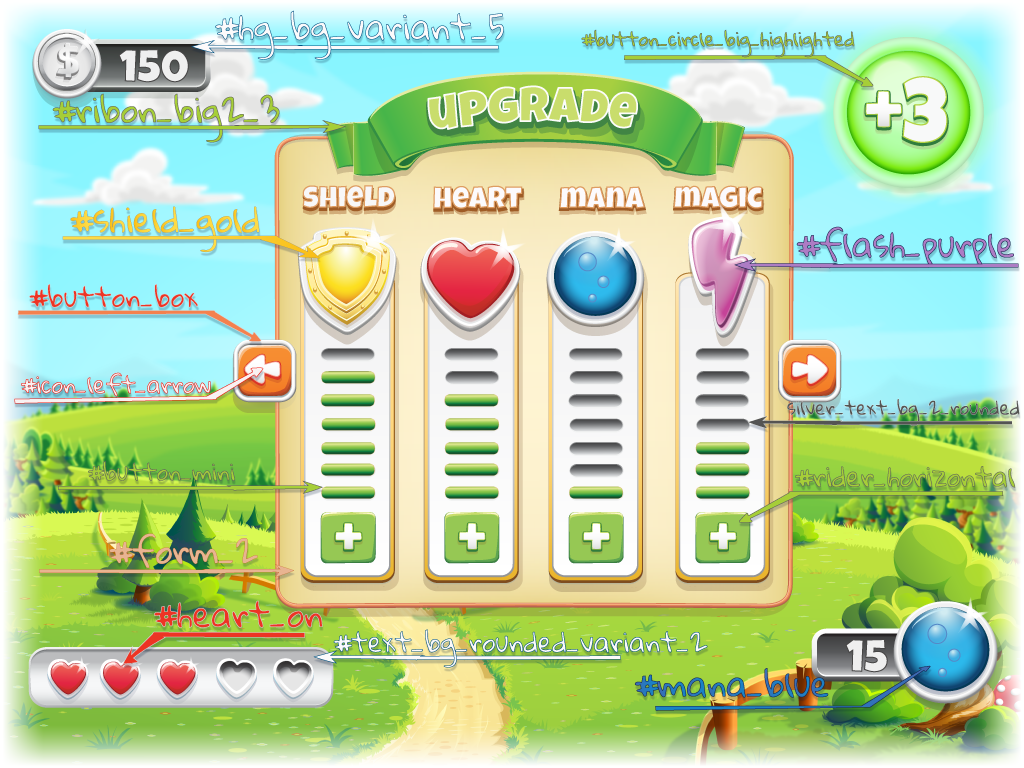 #hg_bg_variant_5
#button_circle_big_highlighted
$ 150
#ribon_big2_3
UPGRADE
+3
SHIELD HEART MANA MAGIC
#shield_gold
#flash_purple
#button_box
#icon_left_arrow
silver_text_bg_2_rounded
#button_mini
#rider_horizontal
#form_2
#heart_on
#text_bg_rounded_variant_2
15
#mana_blue